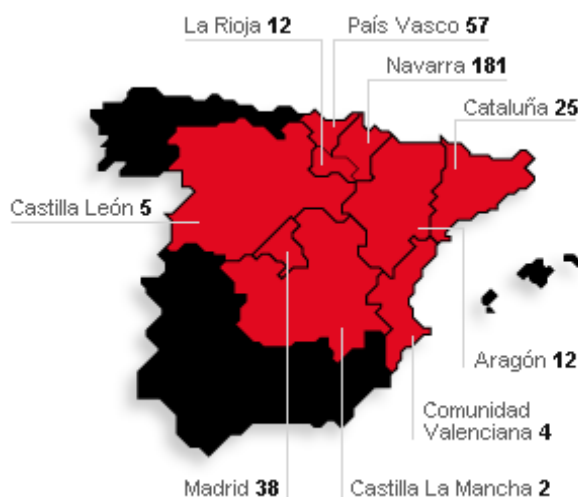 La Rioja 12
País Vasco 57
Navarra 181
Cataluña 25
Castilla León 5
Aragón 12
Comunidad
Valenciana 4
Madrid 38
Castilla La Mancha 2